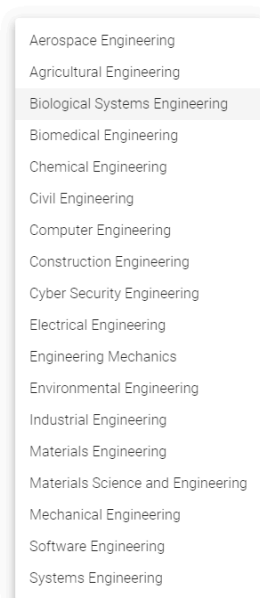 Aerospace Engineering
Agricultural Engineering
Biological Systems Engineering
Biomedical Engineering
Chemical Engineering
Civil Engineering
Computer Engineering
Construction Engineering
Cyber Security Engineering
Electrical Engineering
Engineering Mechanics
Environmental Engineering
Industrial Engineering
Materials Engineering
Materials Science and Engineering
Mechanical Engineering
Software Engineering
Systems Engineering